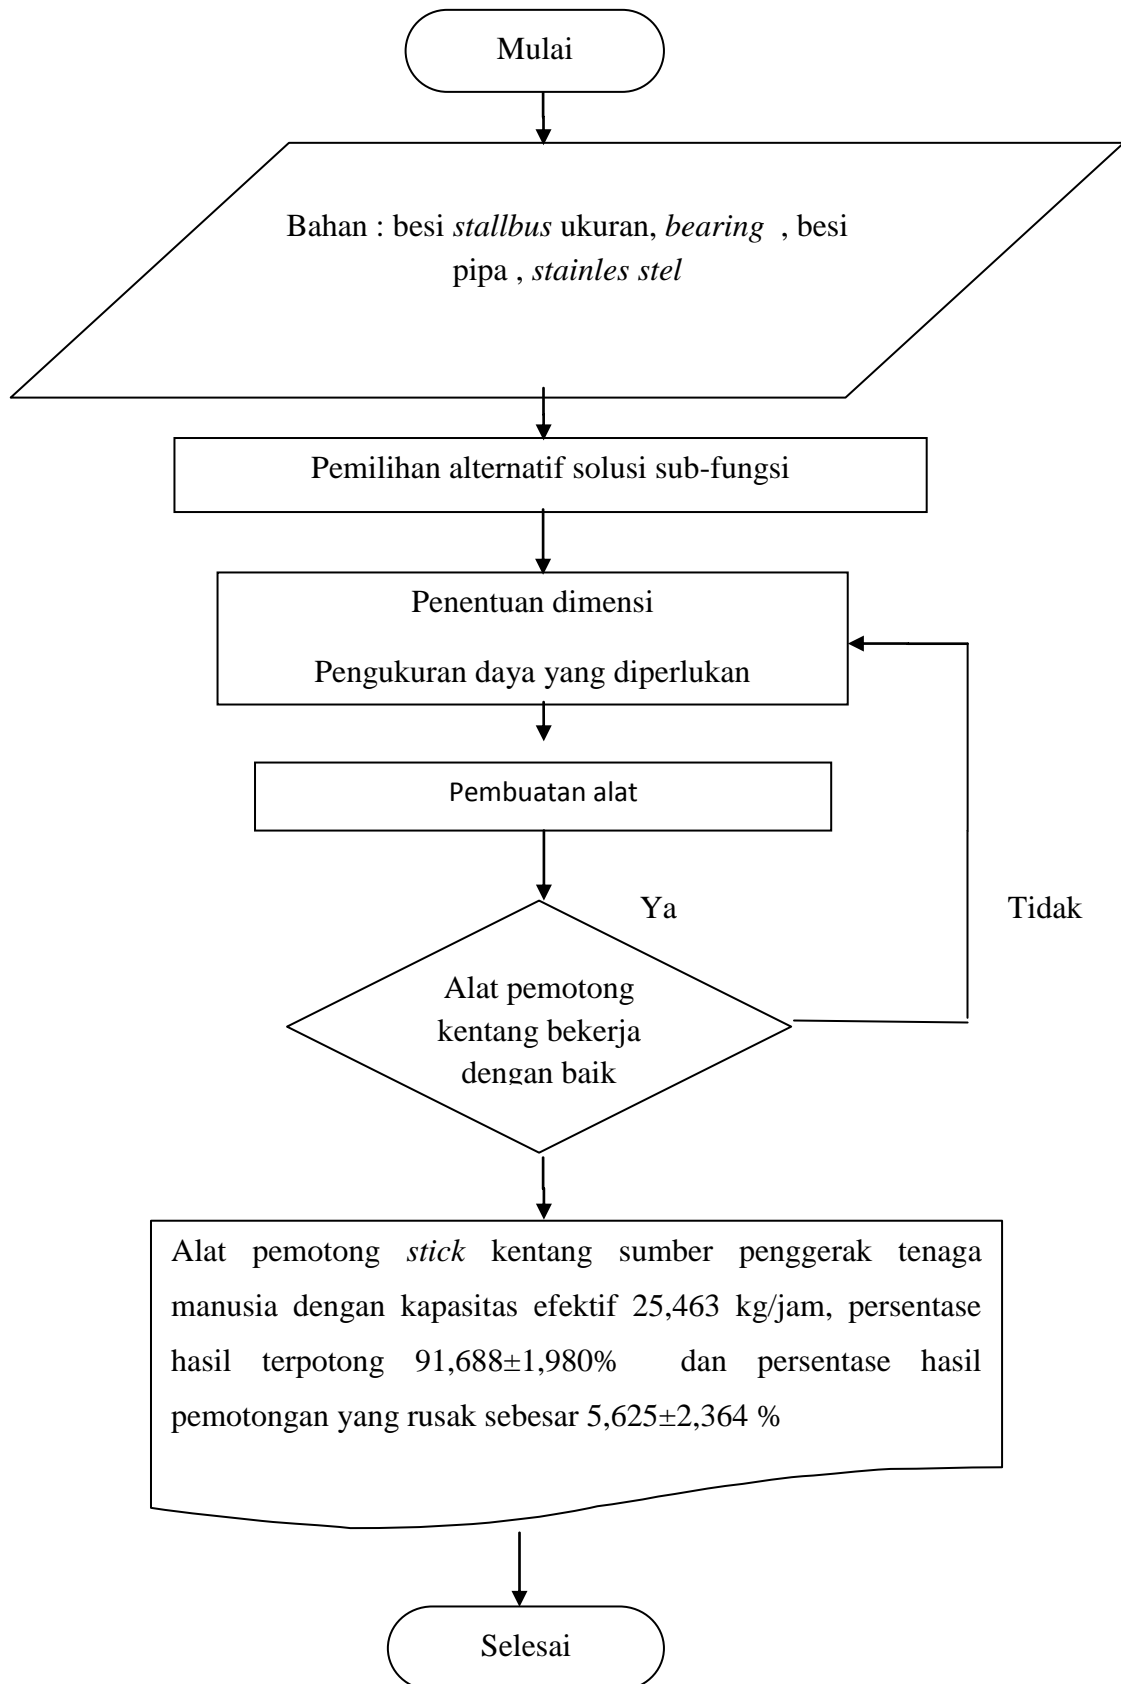 Mulai
Bahan : besi stallbus ukuran, bearing , besi
pipa , stainles stel
Pemilihan alternatif solusi sub-fungsi
Penentuan dimensi
Pengukuran daya yang diperlukan
Pembuatan alat
Ya
Tidak
Alat pemotong
kentang bekerja
dengan baik
Alat pemotong stick kentang sumber penggerak tenaga
manusia dengan kapasitas efektif 25,463 kg/jam, persentase
hasil terpotong 91,688±1,980% dan persentase hasil
pemotongan yang rusak sebesar 5,625±2,364 %
Selesai